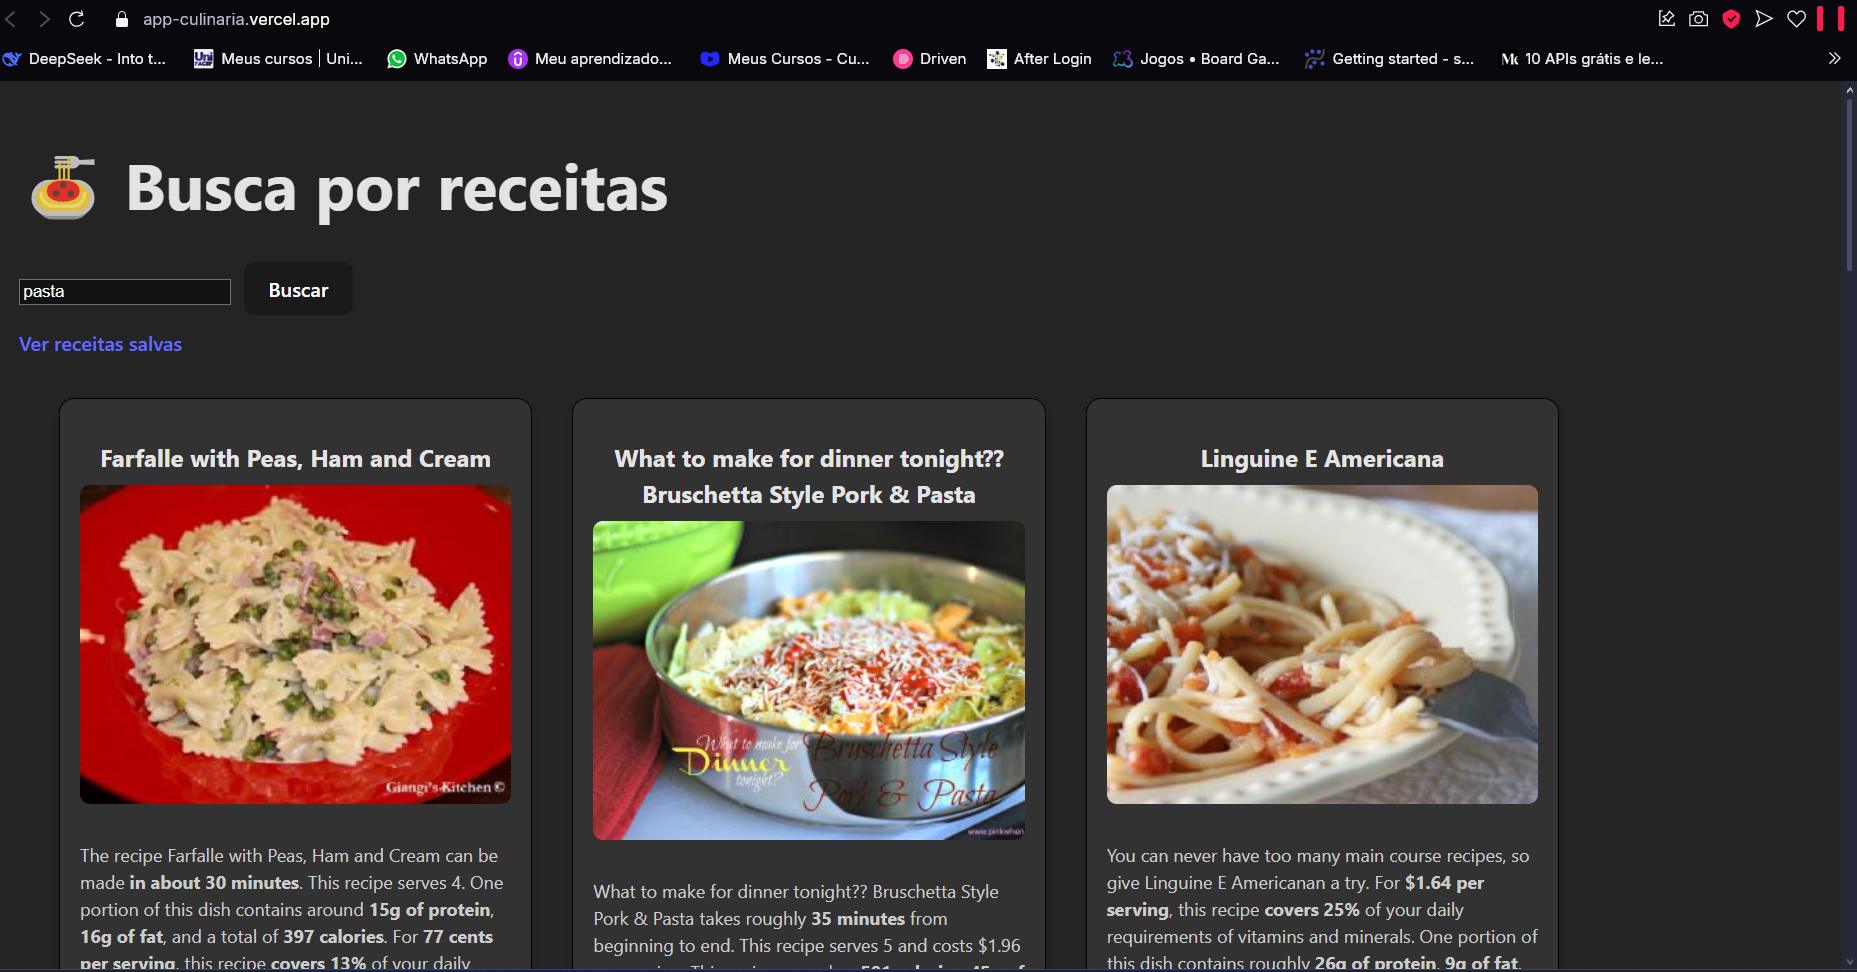 app-culinaria.vercel.app
DeepSeek - Into t...
Meus cursos | Uni...
WhatsApp
Meu aprendizado...
Meus Cursos - Cu...
Driven
After Login
Jogos • Board Ga...
Getting started - s...
10 APIs grátis e le...
Busca por receitas
pasta
Buscar
Ver receitas salvas
Farfalle with Peas, Ham and Cream
Giangi's Kitchen ©
The recipe Farfalle with Peas, Ham and Cream can be
made in about 30 minutes. This recipe serves 4. One
portion of this dish contains around 15g of protein,
16g of fat, and a total of 397 calories. For 77 cents
per serving, this recipe covers 13% of your daily
What to make for dinner tonight??
Bruschetta Style Pork & Pasta
What to make for
Dinner
tonight?
Bruschetta Style
Pork & Pasta
www.pinkwhen
What to make for dinner tonight?? Bruschetta Style
Pork & Pasta takes roughly 35 minutes from
beginning to end. This recipe serves 5 and costs $1.96
Linguine E Americana
You can never have too many main course recipes, so
give Linguine E Americanan a try. For $1.64 per
serving, this recipe covers 25% of your daily
requirements of vitamins and minerals. One portion of
this dish contains roughly 26g of protein, 9g of fat,